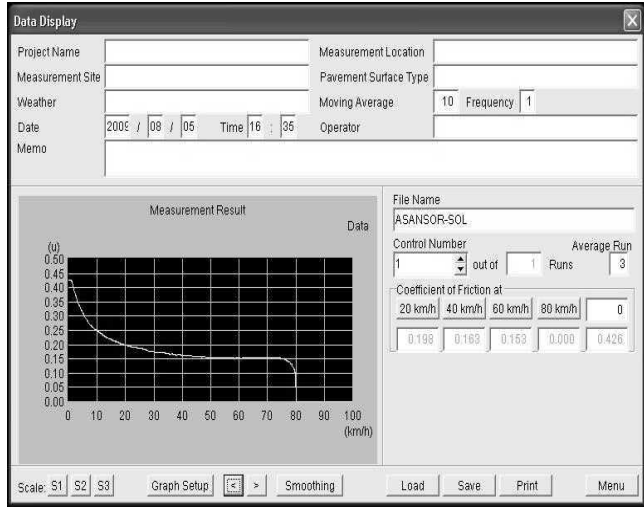 Data Display
Project Name Measurement Location
Measurement Site Pavement Surface Type
Weather Moving Average 10 Frequency 1
Date 2009 / 08 / 05 Time 16 : 35 Operator
Memo
Measurement Result
Data
(u)
0.50
0.45
0.40
0.35
0.30
0.25
0.20
0.15
0.10
0.05
0.00
0 10 20 30 40 50 60 70 80 90 100
(km/h)
File Name
ASANSOR-SOL
Control Number Average Run
1 out of 1 Runs 3
Coefficient of Friction at
20 km/h 40 km/h 60 km/h 80 km/h 0
0.198 0.163 0.153 0.000 0.426
Scale: S1 S2 S3 Graph Setup < > Smoothing Load Save Print Menu